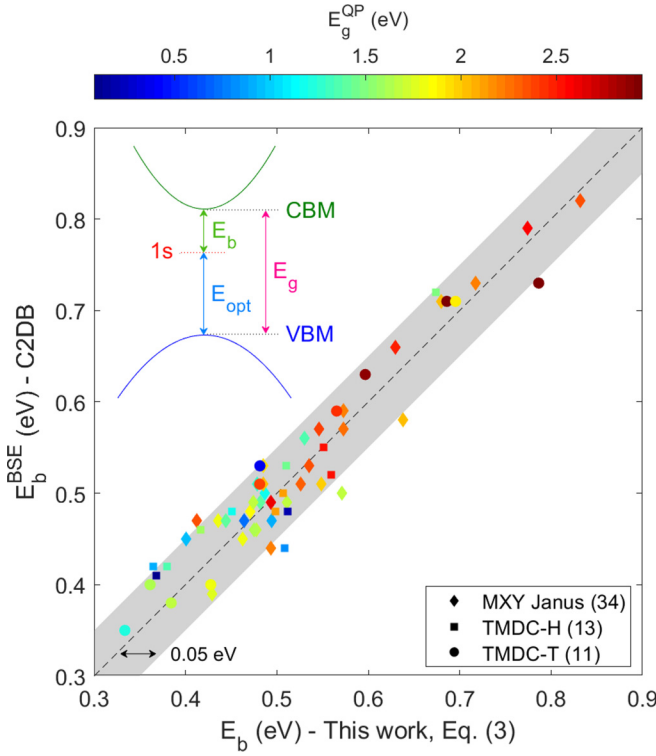 E_g^QP (eV)
0.5 1 1.5 2 2.5
0.9
0.8
0.7
0.6
0.5
0.4
0.3
E_b^BSE (eV) - C2DB
CBM
E_b
1s
E_g
E_opt
VBM
MXY Janus (34)
TMDC-H (13)
TMDC-T (11)
0.05 eV
0.3 0.4 0.5 0.6 0.7 0.8 0.9
E_b (eV) - This work, Eq. (3)